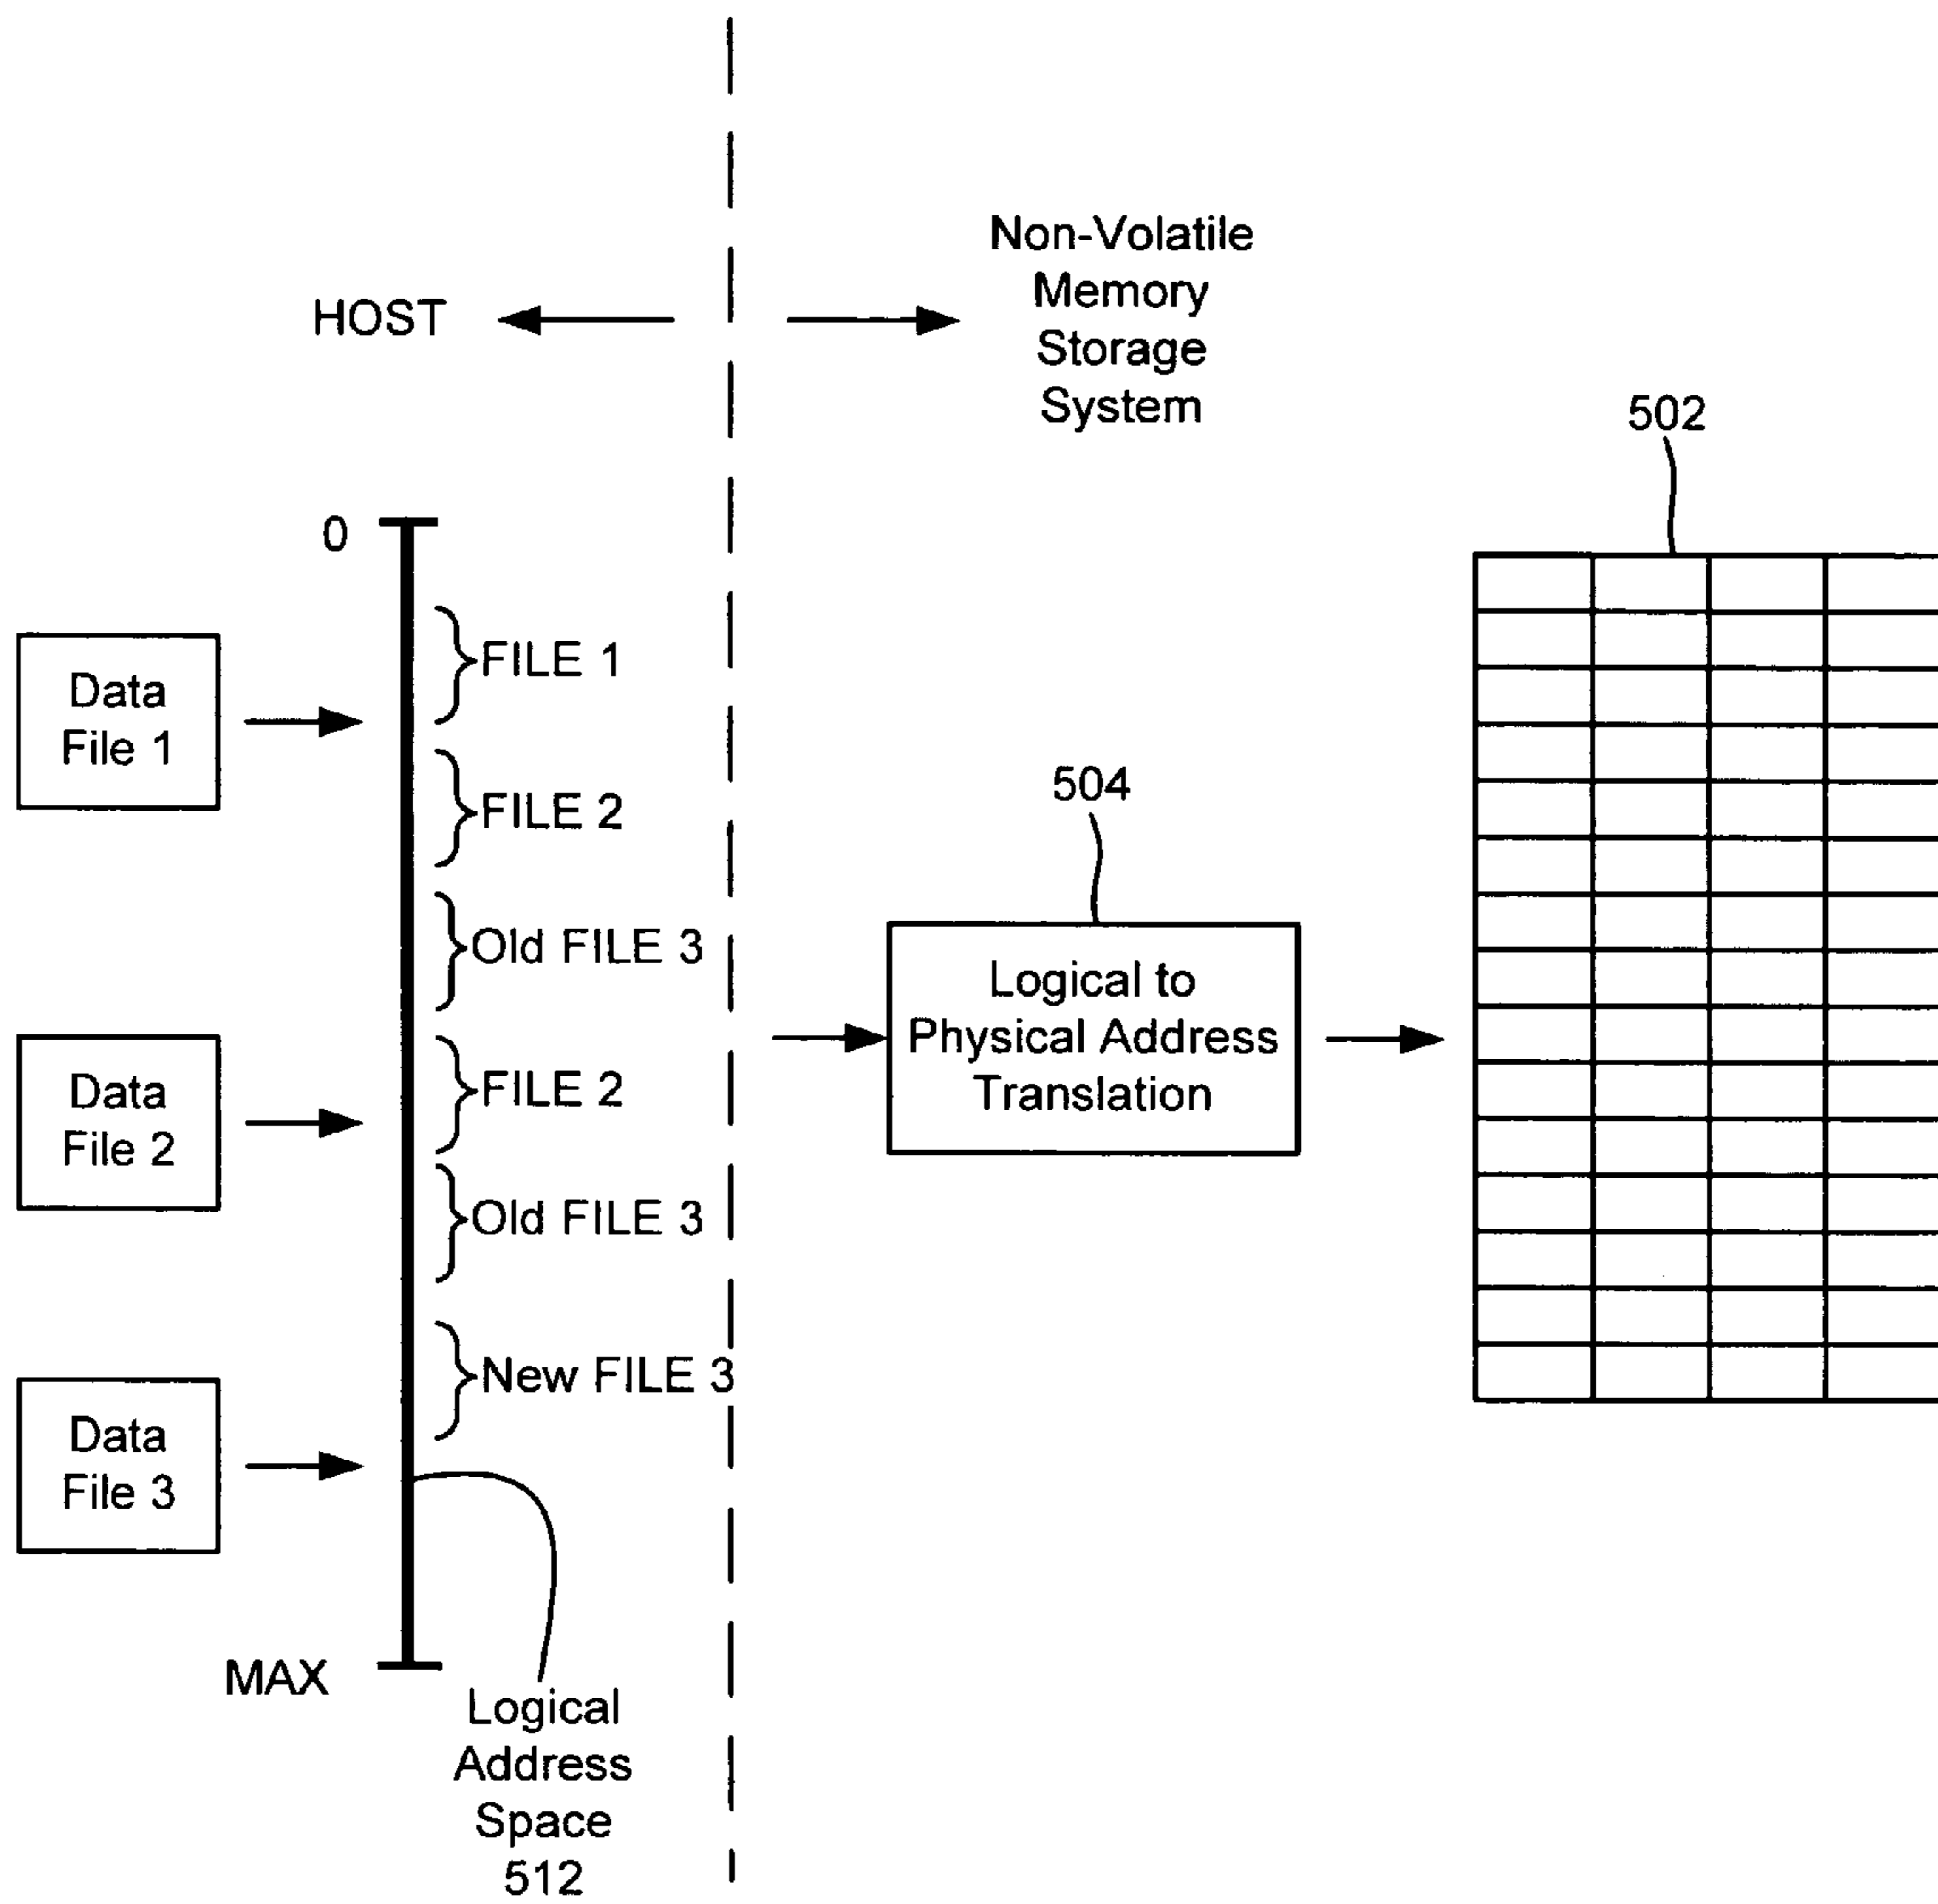 Non-Volatile
Memory
Storage
System
HOST
502
0
FILE 1
Data
File 1
504
FILE 2
Old FILE 3
Logical to
Physical Address
Translation
Data
File 2
FILE 2
Old FILE 3
New FILE 3
Data
File 3
MAX
Logical
Address
Space
512